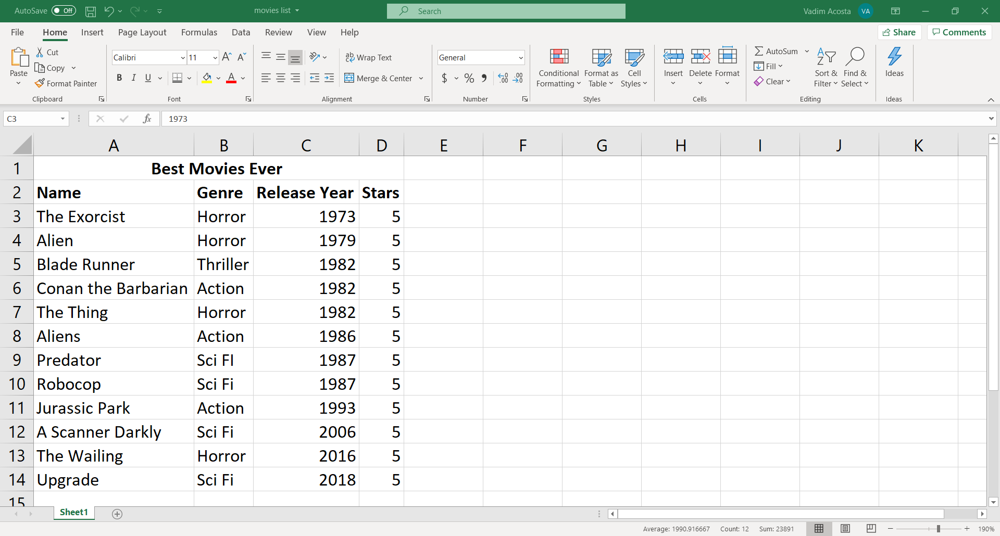 AutoSave Off movies list Search Vadim Acosta VA
File Home Insert Page Layout Formulas Data Review View Help Share Comments
Paste Cut Copy Format Painter Clipboard
Calibri 11 B I U A Font
ab Wrap Text Merge & Center Alignment
General $ % Number
Conditional Formatting Format as Table Cell Styles Styles
Insert Delete Format Cells
AutoSum Fill Clear Sort & Filter Find & Select Editing
Ideas Ideas
C3 fx 1973
A B C D E F G H I J K
1 Best Movies Ever
2 Name Genre Release Year Stars
3 The Exorcist Horror 1973 5
4 Alien Horror 1979 5
5 Blade Runner Thriller 1982 5
6 Conan the Barbarian Action 1982 5
7 The Thing Horror 1982 5
8 Aliens Action 1986 5
9 Predator Sci FI 1987 5
10 Robocop Sci Fi 1987 5
11 Jurassic Park Action 1993 5
12 A Scanner Darkly Sci Fi 2006 5
13 The Wailing Horror 2016 5
14 Upgrade Sci Fi 2018 5
15
Sheet1
Average: 1990.916667 Count: 12 Sum: 23891 190%